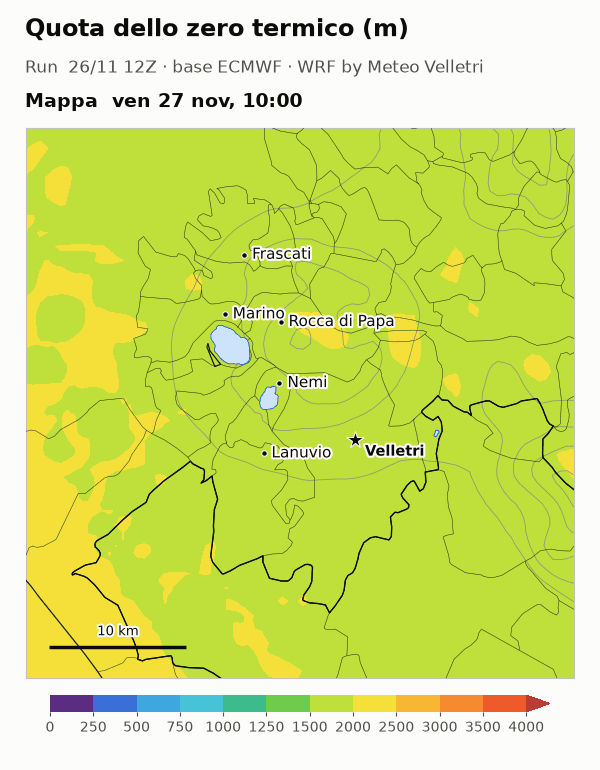 Quota dello zero termico (m)
Run  26/11 12Z · base ECMWF · WRF by Meteo Velletri
Mappa  ven 27 nov, 10:00
Frascati
Marino
Rocca di Papa
Nemi
Velletri
Lanuvio
10 km
0 250 500 750 1000 1250 1500 2000 2500 3000 3500 4000